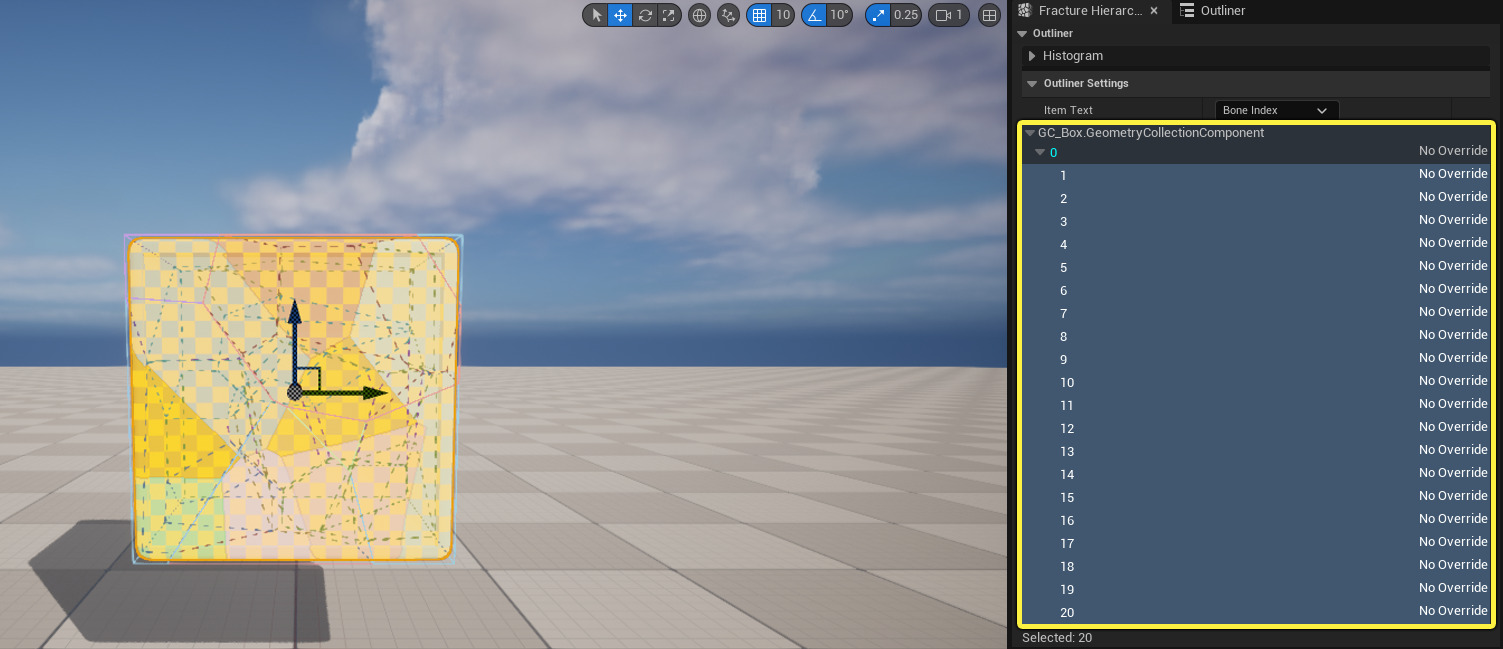 10 10° 0.25 1
Fracture Hierarc... × Outliner
Outliner
Histogram
Outliner Settings
Item Text Bone Index
GC_Box.GeometryCollectionComponent
0 No Override
1 No Override
2 No Override
3 No Override
4 No Override
5 No Override
6 No Override
7 No Override
8 No Override
9 No Override
10 No Override
11 No Override
12 No Override
13 No Override
14 No Override
15 No Override
16 No Override
17 No Override
18 No Override
19 No Override
20 No Override
Selected: 20